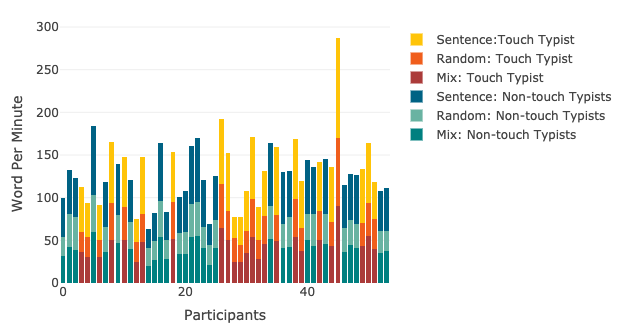 300
250
200
150
100
50
0
Word Per Minute
0
20
40
Participants
Sentence:Touch Typist
Random: Touch Typist
Mix: Touch Typist
Sentence: Non-touch Typists
Random: Non-touch Typists
Mix: Non-touch Typists